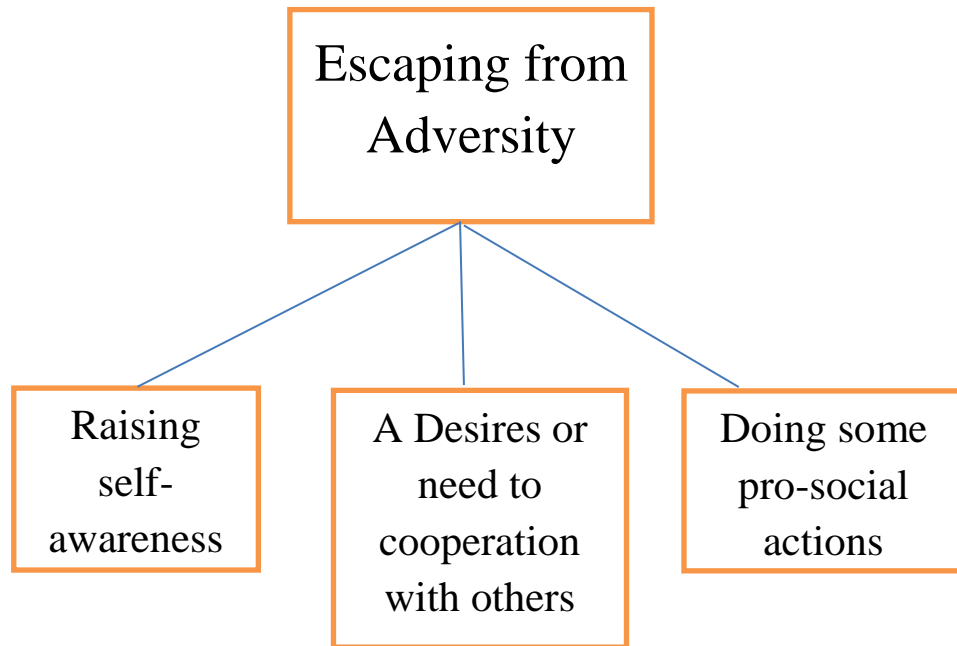 Escaping from
Adversity
Raising
self-
awareness
A Desires or
need to
cooperation
with others
Doing some
pro-social
actions